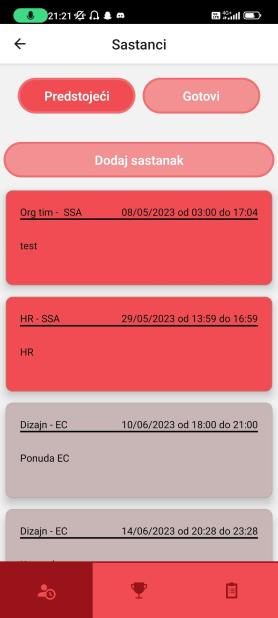 21:21
Sastanci
Predstojeći Gotovi
Dodaj sastanak
Org tim - SSA 08/05/2023 od 03:00 do 17:04
test
HR - SSA 29/05/2023 od 13:59 do 16:59
HR
Dizajn - EC 10/06/2023 od 18:00 do 21:00
Ponuda EC
Dizajn - EC 14/06/2023 od 20:28 do 23:28